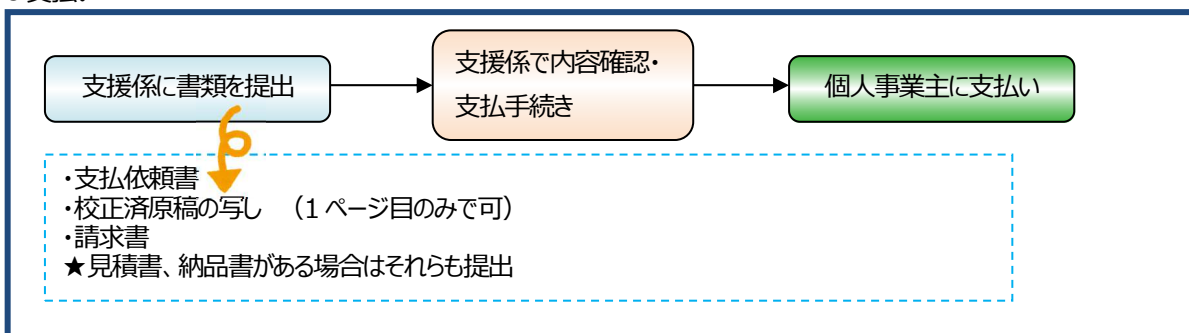 支援係に書類を提出
支援係で内容確認・
支払手続き
個人事業主に支払い
・支払依頼書
・校正済原稿の写し （1 ページ目のみで可）
・請求書
★見積書、納品書がある場合はそれらも提出